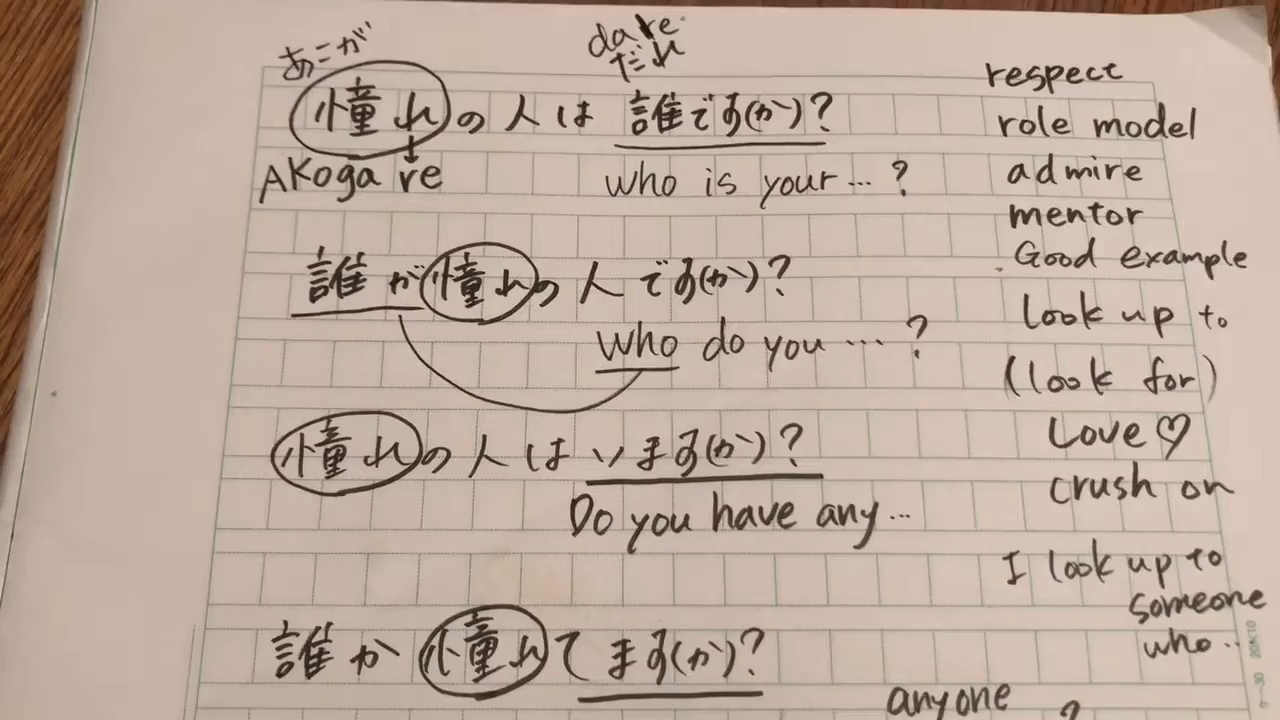 あこが
dare
だれ
憧れの人は 誰です(か)?
AKoga re
who is your... ?
誰が憧れの人です(か)?
who do you ... ?
憧れの人はいます(か)?
Do you have any...
誰か憧れてます(か)?
anyone
?
respect
role model
admire
mentor
Good example
look up to
(look for)
Love♡
crush on
I look up to
someone
who...